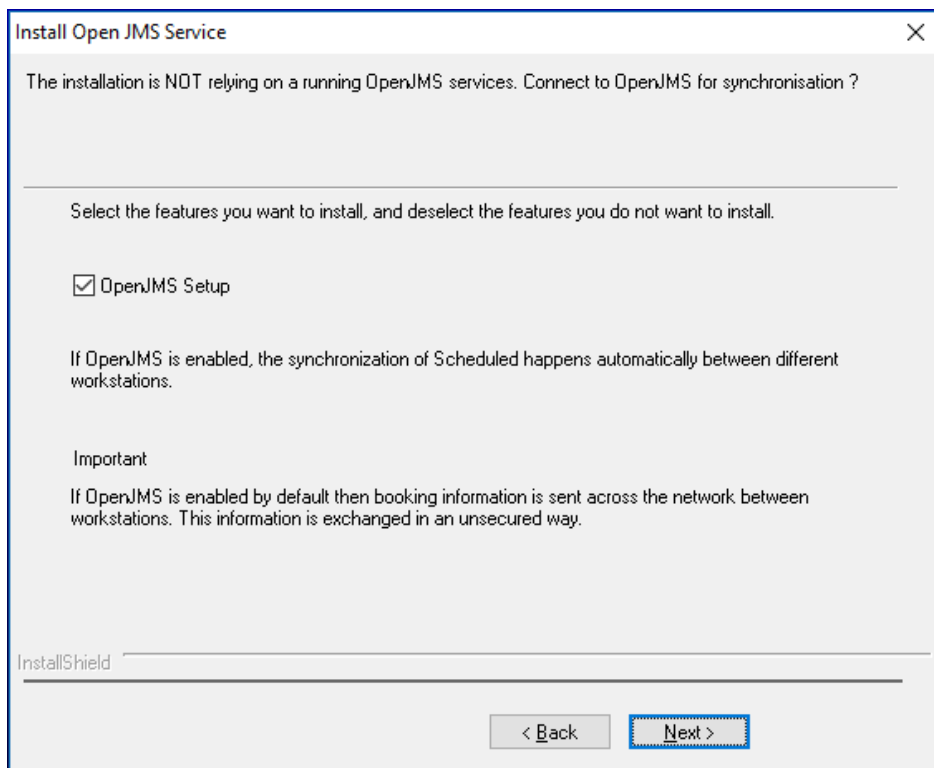 Install Open JMS Service
The installation is NOT relying on a running OpenJMS services. Connect to OpenJMS for synchronisation ?
Select the features you want to install, and deselect the features you do not want to install.
OpenJMS Setup
If OpenJMS is enabled, the synchronization of Scheduled happens automatically between different
workstations.
Important
If OpenJMS is enabled by default then booking information is sent across the network between
workstations. This information is exchanged in an unsecured way.
InstallShield
< Back
Next >